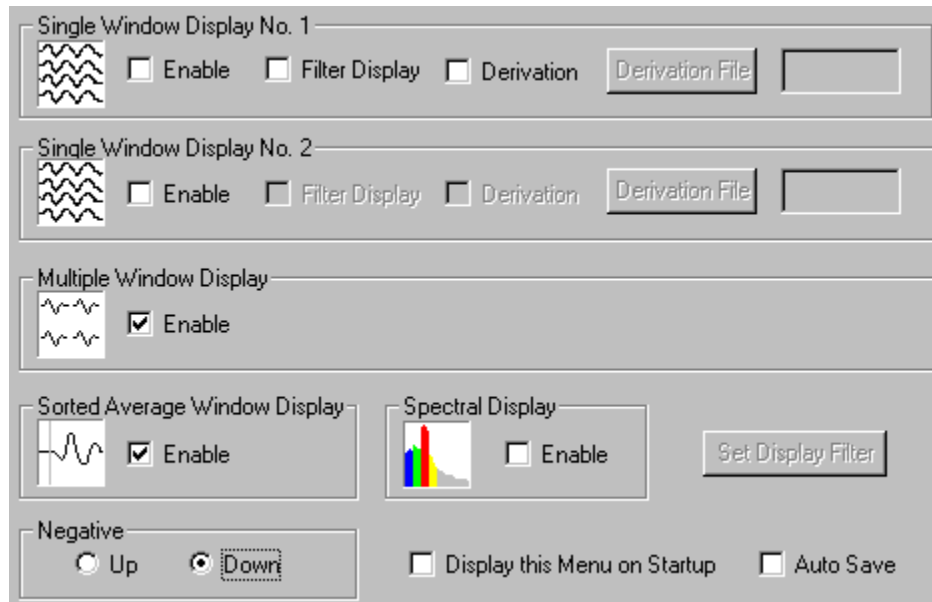 Single Window Display No. 1
Enable Filter Display Derivation Derivation File
Single Window Display No. 2
Enable Filter Display Derivation Derivation File
Multiple Window Display
Enable
Sorted Average Window Display Spectral Display
Enable Enable Set Display Filter
Negative
Up Down Display this Menu on Startup Auto Save